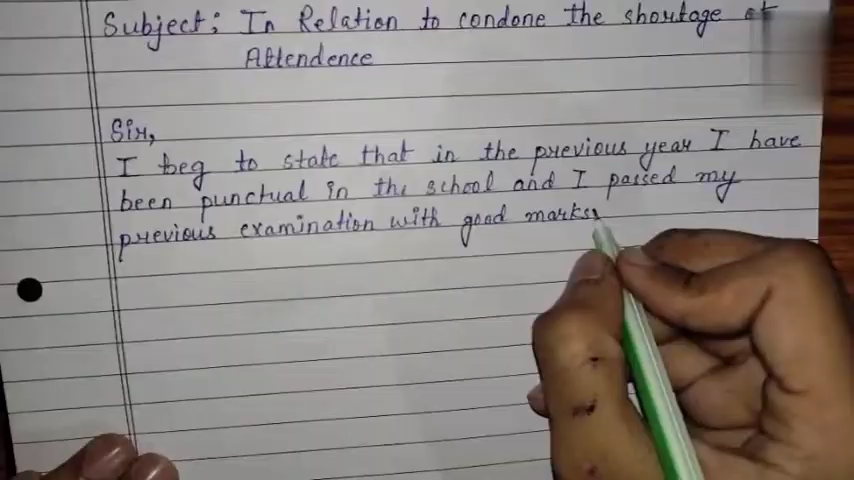 Subject: In Relation to condone the shortage of
Attendence
Sir,
I beg to state that in the previous year I have
been punctual in the school and I passed my
previous examination with good marks,